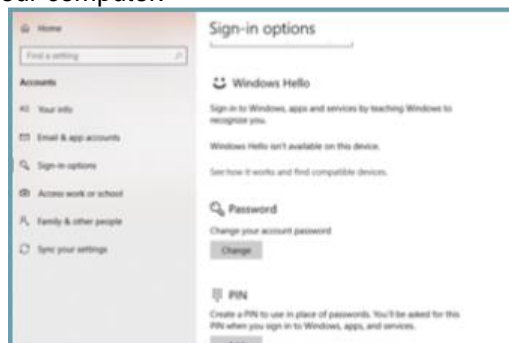 our computer.
Home
Find a setting
Accounts
Your info
Email & app accounts
Sign-in options
Access work or school
Family & other people
Sync your settings
Sign-in options
Windows Hello
Sign in to Windows, apps and services by teaching Windows to
recognize you.
Windows Hello isn't available on this device.
See how it works and find compatible devices.
Password
Change your account password
Change
PIN
Create a PIN to use in place of passwords. You'll be asked for this
PIN when you sign in to Windows, apps, and services.